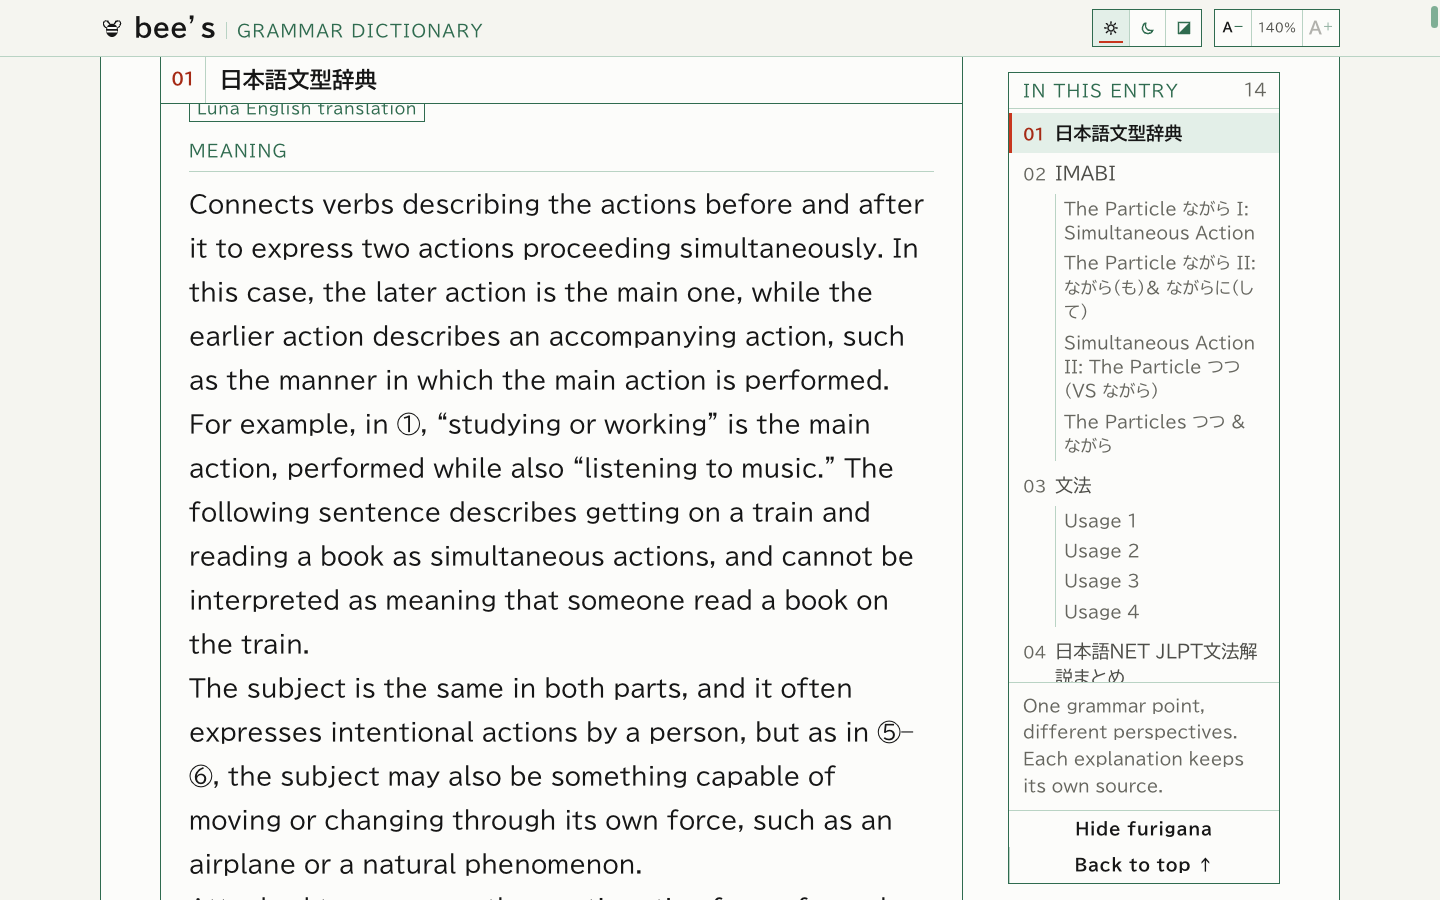 bee's GRAMMAR DICTIONARY
A− 140% A+
01 日本語文型辞典
Luna English translation
MEANING
Connects verbs describing the actions before and after
it to express two actions proceeding simultaneously. In
this case, the later action is the main one, while the
earlier action describes an accompanying action, such
as the manner in which the main action is performed.
For example, in ①, “studying or working” is the main
action, performed while also “listening to music.” The
following sentence describes getting on a train and
reading a book as simultaneous actions, and cannot be
interpreted as meaning that someone read a book on
the train.
The subject is the same in both parts, and it often
expresses intentional actions by a person, but as in ⑤–
⑥, the subject may also be something capable of
moving or changing through its own force, such as an
airplane or a natural phenomenon.
IN THIS ENTRY 14
01 日本語文型辞典
02 IMABI
The Particle ながら I:
Simultaneous Action
The Particle ながら II:
ながら(も)& ながらに(し
て)
Simultaneous Action
II: The Particle つつ
(VS ながら)
The Particles つつ &
ながら
03 文法
Usage 1
Usage 2
Usage 3
Usage 4
04 日本語NET JLPT文法解
説まとめ
One grammar point,
different perspectives.
Each explanation keeps
its own source.
Hide furigana
Back to top ↑